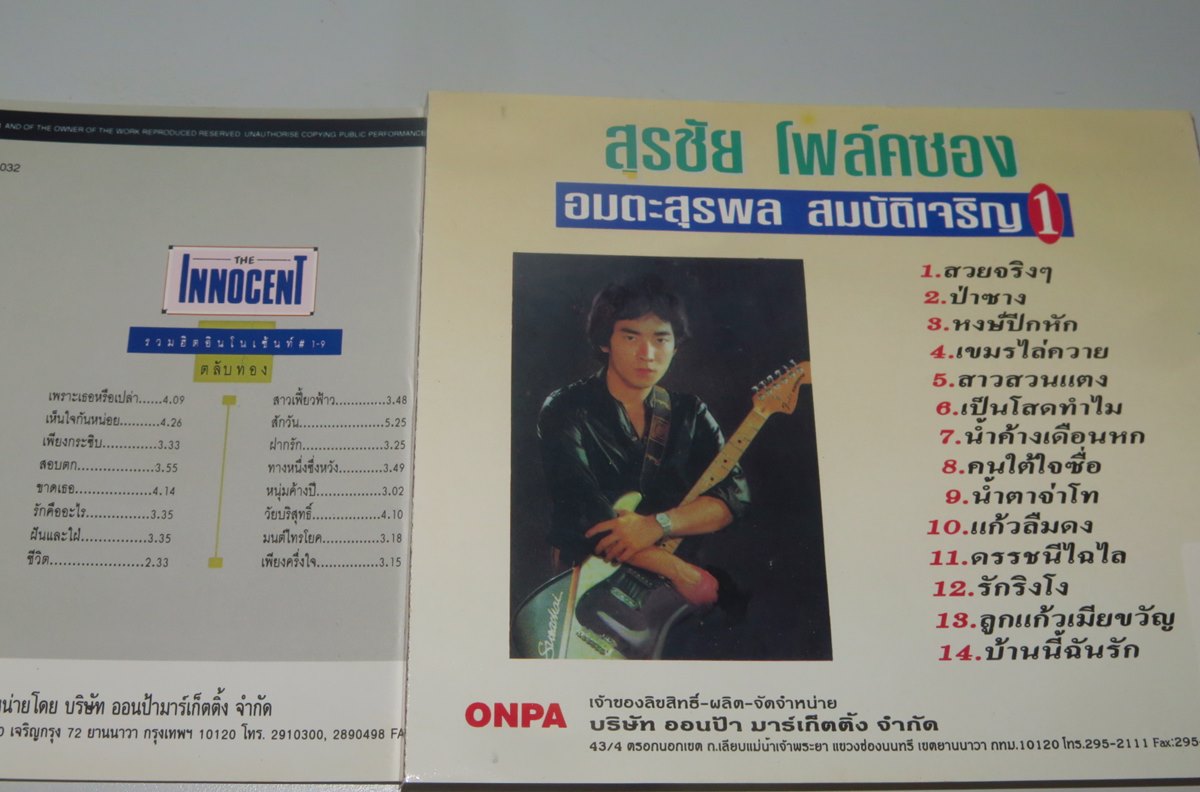 AND OF THE OWNER OF THE WORK REPRODUCED RESERVED. UNAUTHORISE COPYING PUBLIC PERFORMANCE
032
THE
INNOCENT
รวมฮิตอินโนเซ้นท์ # 1-9
ตลับทอง
เพราะเธอหรือเปล่า......4.09
เห็นใจกันหน่อย..........4.26
เพียงกระซิบ..............3.33
สอบตก...................3.55
ขาดเธอ...................4.14
รักคืออะไร................3.35
ฝันและใฝ่.................3.35
ชีวิต.......................2.33
สาวเฟี้ยวฟ้าว............3.48
สักวัน.....................5.25
ฝากรัก....................3.25
ทางหนึ่งซึ่งหวัง..........3.49
หนุ่มค้างปี................3.02
วัยบริสุทธิ์................4.10
มนต์ไทรโยค.............3.18
เพียงครึ่งใจ..............3.15
น่ายโดย บริษัท ออนป้ามาร์เก็ตติ้ง จำกัด
เจริญกรุง 72 ยานนาวา กรุงเทพฯ 10120 โทร. 2910300, 2890498 FA
สุรชัย โฟล์คซอง
อมตะสุรพล สมบัติเจริญ 1
1.สวยจริงๆ
2.ป่าซาง
3.หงษ์ปีกหัก
4.เขมรไล่ควาย
5.สาวสวนแตง
6.เป็นโสดทำไม
7.น้ำค้างเดือนหก
8.คนใต้ใจซื่อ
9.น้ำตาจ่าโท
10.แก้วลืมดง
11.ดรรชนีไฉไล
12.รักริงโง
13.ลูกแก้วเมียขวัญ
14.บ้านนี้ฉันรัก
Surachai
ONPA
เจ้าของลิขสิทธิ์-ผลิต-จัดจำหน่าย
บริษัท ออนป้า มาร์เก็ตติ้ง จำกัด
43/4 ตรอกนอกเขต ถ.เลียบแม่น้ำเจ้าพระยา แขวงช่องนนทรี เขตยานนาวา กทม.10120 โทร.295-2111 Fax:295-